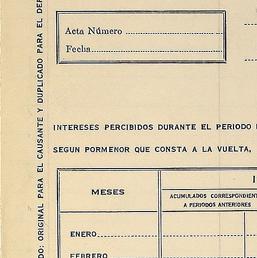 DO: ORIGINAL PARA EL CAUSANTE Y DUPLICADO PARA EL
Acta Número
Fecha
INTERESES PERCIBIDOS DURANTE EL PERIODO
SEGUN PORMENOR QUE CONSTA A LA VUELTA,
MESES
ACUMULADOS CORRESPONDIEN
A PERIODOS ANTERIORES
ENERO
FEBRERO